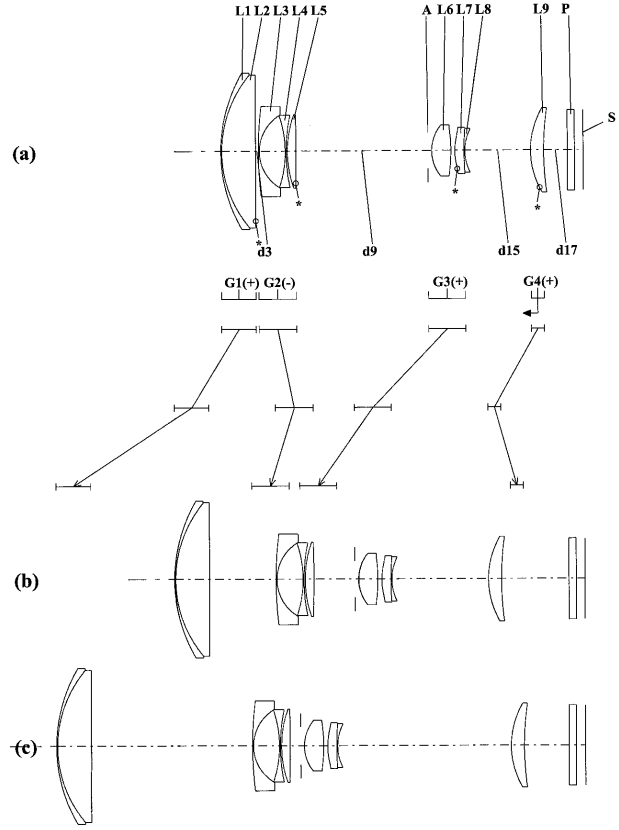 L1 L2 L3 L4 L5 A L6 L7 L8 L9 P
S
(a)
* * * *
d3 d9 d15 d17
G1(+) G2(-) G3(+) G4(+)
(b)
(c)